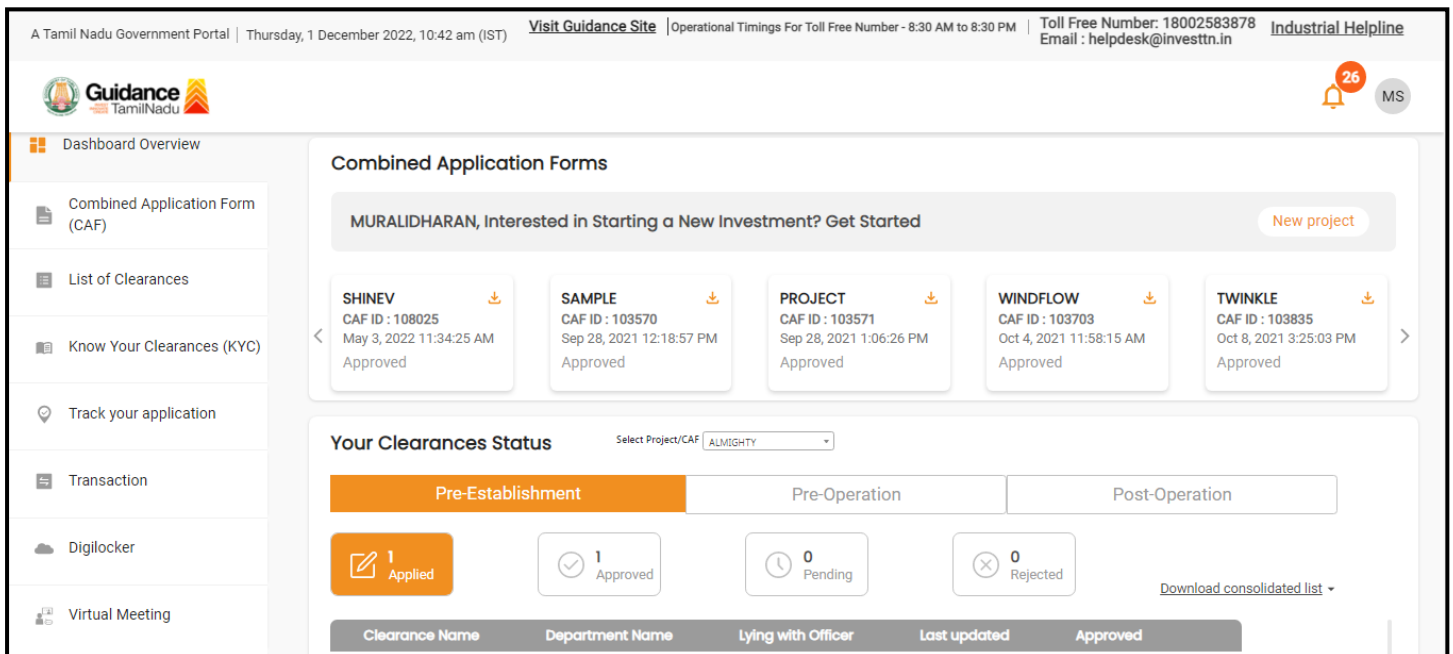 A Tamil Nadu Government Portal | Thursday, 1 December 2022, 10:42 am (IST)
Visit Guidance Site | Operational Timings For Toll Free Number - 8:30 AM to 8:30 PM | Toll Free Number: 18002583878
Email : helpdesk@investtn.in
Industrial Helpline
Guidance
TamilNadu
26
MS
Dashboard Overview
Combined Application Form
(CAF)
List of Clearances
Know Your Clearances (KYC)
Track your application
Transaction
Digilocker
Virtual Meeting
Combined Application Forms
MURALIDHARAN, Interested in Starting a New Investment? Get Started
New project
SHINEV
CAF ID : 108025
May 3, 2022 11:34:25 AM
Approved
SAMPLE
CAF ID : 103570
Sep 28, 2021 12:18:57 PM
Approved
PROJECT
CAF ID : 103571
Sep 28, 2021 1:06:26 PM
Approved
WINDFLOW
CAF ID : 103703
Oct 4, 2021 11:58:15 AM
Approved
TWINKLE
CAF ID : 103835
Oct 8, 2021 3:25:03 PM
Approved
Your Clearances Status
Select Project/CAF ALMIGHTY
Pre-Establishment
Pre-Operation
Post-Operation
1
Applied
1
Approved
0
Pending
0
Rejected
Download consolidated list
Clearance Name Department Name Lying with Officer Last updated Approved